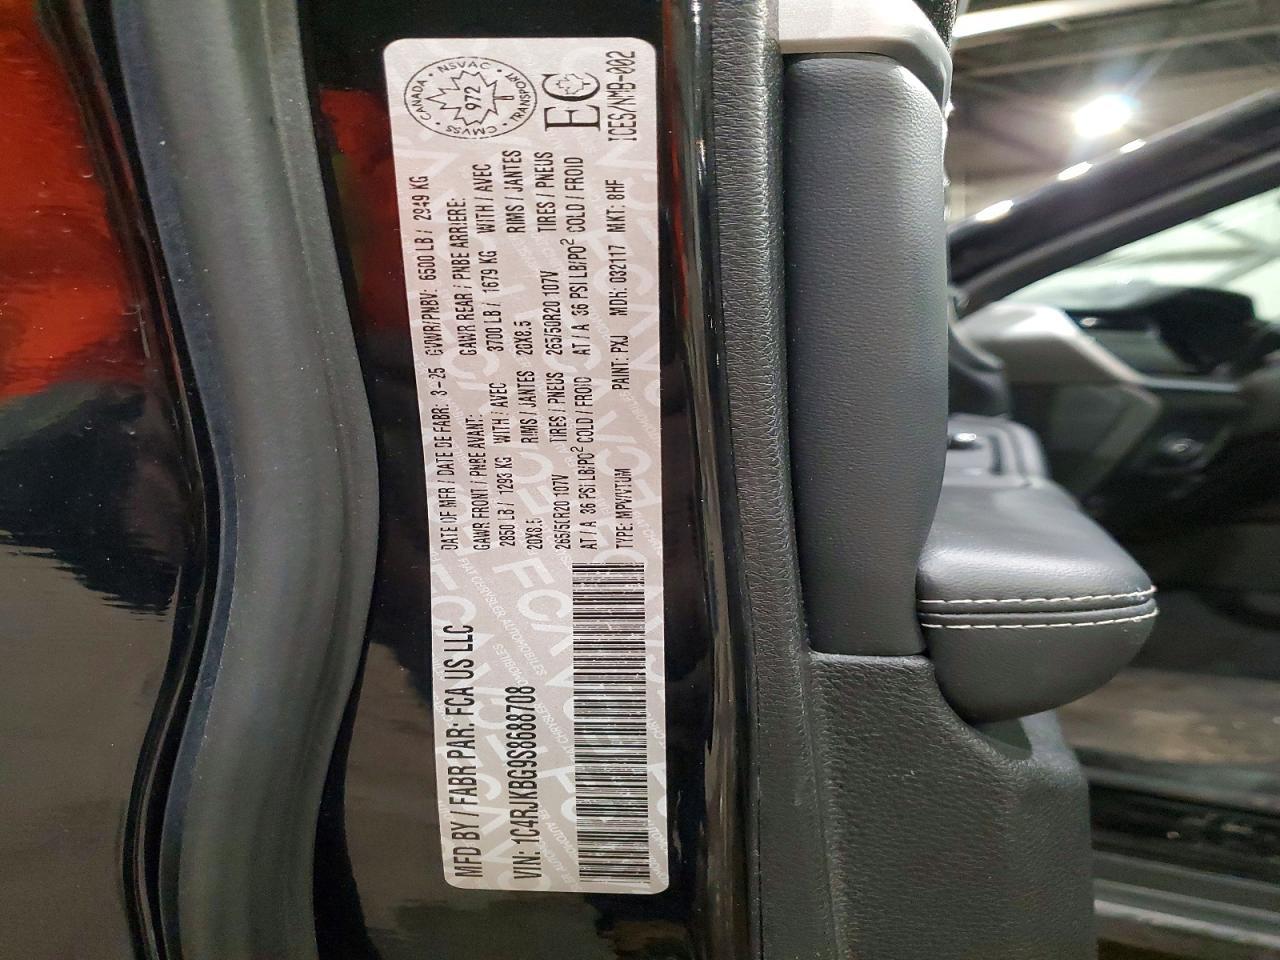 MFD BY / FABR PAR: FCA US LLC
DATE OF MFR / DATE DE FABR: 3-25 GVWR/PNBV: 6500 LB / 2949 KG
GAWR FRONT / PNBE AVANT: GAWR REAR / PNBE ARRIERE:
2850 LB / 1293 KG WITH / AVEC 3700 LB / 1679 KG WITH / AVEC
20X8.5 RIMS / JANTES 20X8.5 RIMS / JANTES
265/50R20 107V TIRES / PNEUS 265/50R20 107V TIRES / PNEUS
AT / A 36 PSI LB/PO² COLD / FROID AT / A 36 PSI LB/PO² COLD / FROID
TYPE: MPV/VTUM PAINT: PXJ MDH: 032117 MKT: 8HF
VIN: 1C4RJKBG9S8688708
CANADA • NSVAC • TRANSPORT • CMVSS
972
EC
ICES/NMB-002